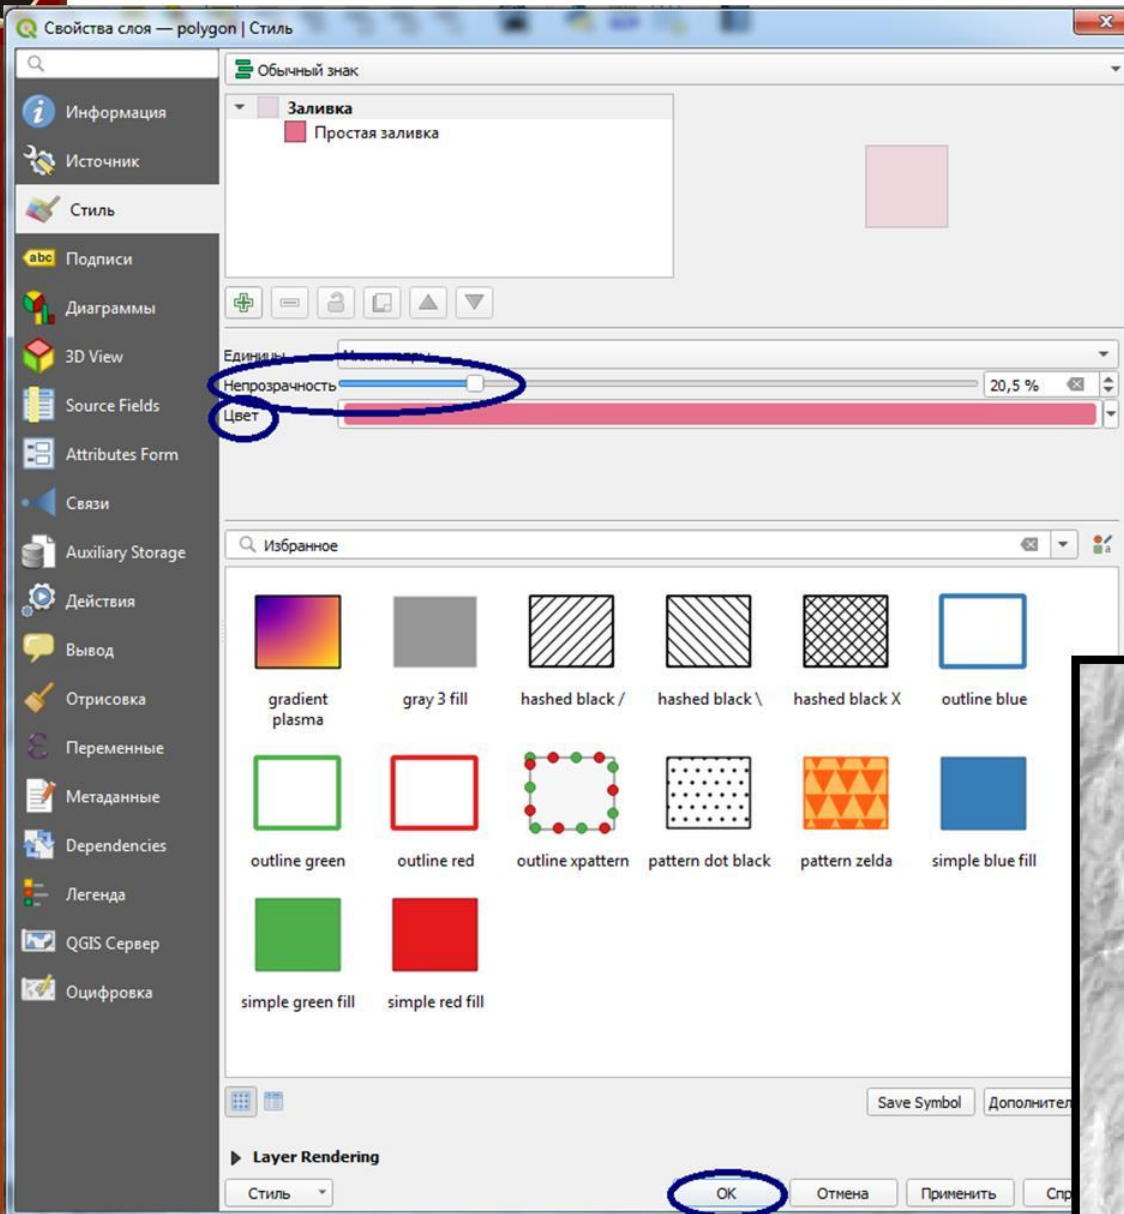 Свойства слоя — polygon | Стиль
Обычный знак
Информация
Источник
Стиль
abc Подписи
Диаграммы
3D View
Source Fields
Attributes Form
Связи
Auxiliary Storage
Действия
Вывод
Отрисовка
Переменные
Метаданные
Dependencies
Легенда
QGIS Сервер
Оцифровка
Заливка
Простая заливка
Единицы Миллиметры
Непрозрачность 20,5 %
Цвет
Избранное
gradient plasma
gray 3 fill
hashed black /
hashed black \
hashed black X
outline blue
outline green
outline red
outline xpattern
pattern dot black
pattern zelda
simple blue fill
simple green fill
simple red fill
Save Symbol
Дополнител
Layer Rendering
Стиль
OK
Отмена
Применить
Спр